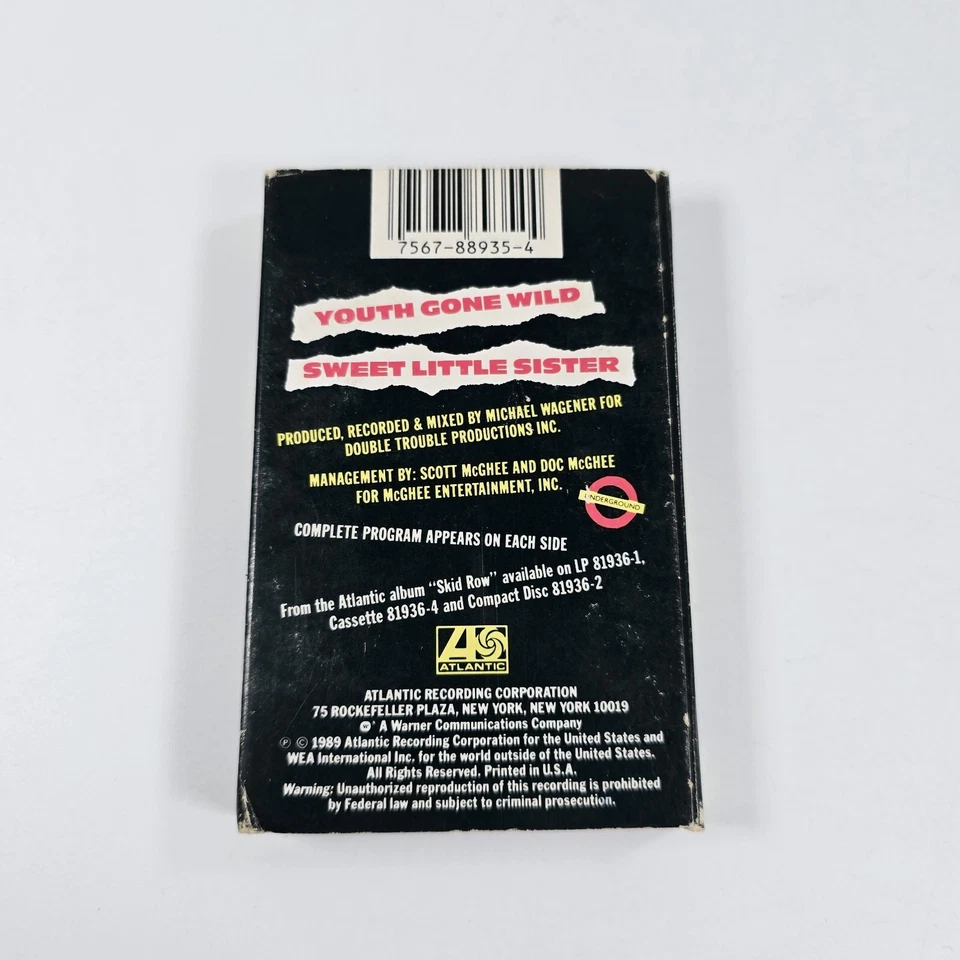 7567-88935-4
YOUTH GONE WILD
SWEET LITTLE SISTER
PRODUCED, RECORDED & MIXED BY MICHAEL WAGENER FOR
DOUBLE TROUBLE PRODUCTIONS INC.
MANAGEMENT BY: SCOTT McGHEE AND DOC McGHEE
FOR McGHEE ENTERTAINMENT, INC.
UNDERGROUND
COMPLETE PROGRAM APPEARS ON EACH SIDE
From the Atlantic album "Skid Row" available on LP 81936-1,
Cassette 81936-4 and Compact Disc 81936-2
ATLANTIC
ATLANTIC RECORDING CORPORATION
75 ROCKEFELLER PLAZA, NEW YORK, NEW YORK 10019
A Warner Communications Company
℗ © 1989 Atlantic Recording Corporation for the United States and
WEA International Inc. for the world outside of the United States.
All Rights Reserved. Printed in U.S.A.
Warning: Unauthorized reproduction of this recording is prohibited
by Federal law and subject to criminal prosecution.